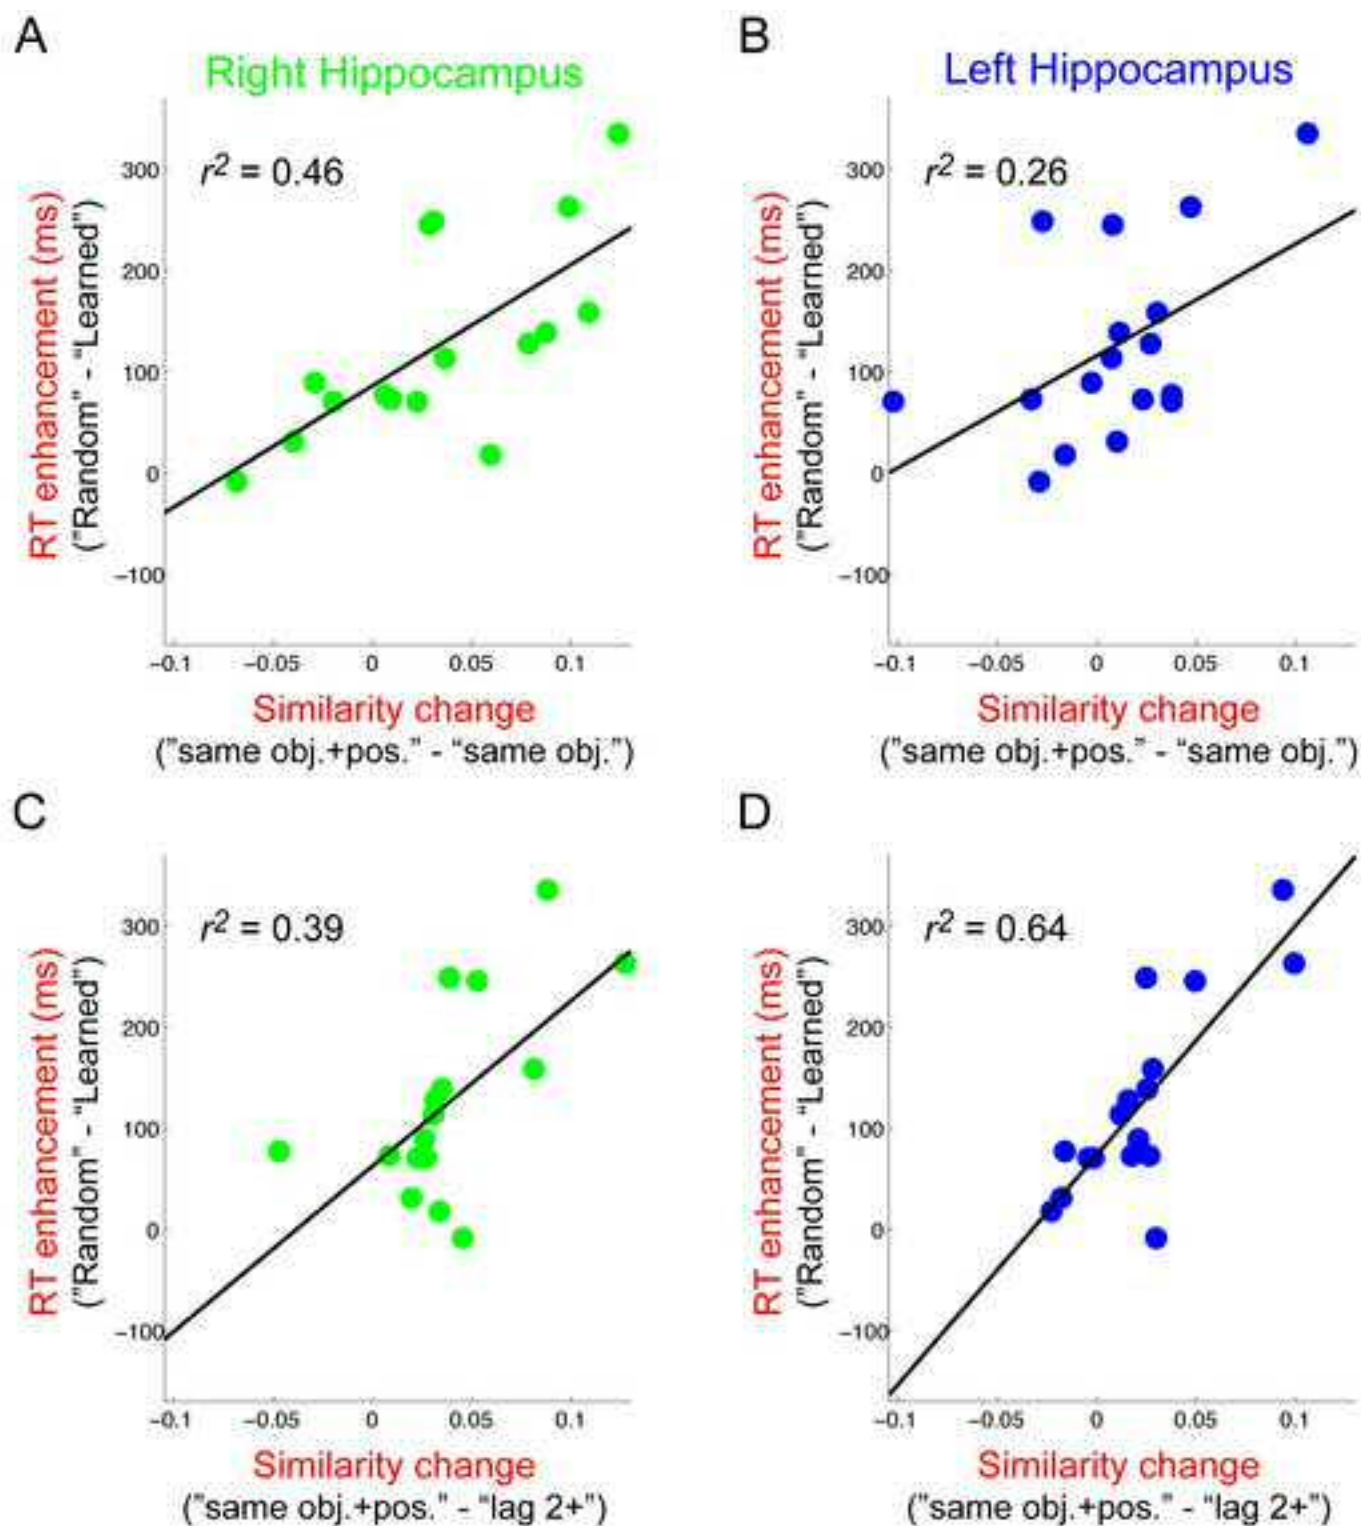 A
Right Hippocampus
r² = 0.46
RT enhancement (ms)
("Random" - "Learned")
300
200
100
0
−100
−0.1 −0.05 0 0.05 0.1
Similarity change
("same obj.+pos." - "same obj.")
B
Left Hippocampus
r² = 0.26
RT enhancement (ms)
("Random" - "Learned")
300
200
100
0
−100
−0.1 −0.05 0 0.05 0.1
Similarity change
("same obj.+pos." - "same obj.")
C
r² = 0.39
RT enhancement (ms)
("Random" - "Learned")
300
200
100
0
−100
−0.1 −0.05 0 0.05 0.1
Similarity change
("same obj.+pos." - "lag 2+")
D
r² = 0.64
RT enhancement (ms)
("Random" - "Learned")
300
200
100
0
−100
−0.1 −0.05 0 0.05 0.1
Similarity change
("same obj.+pos." - "lag 2+")